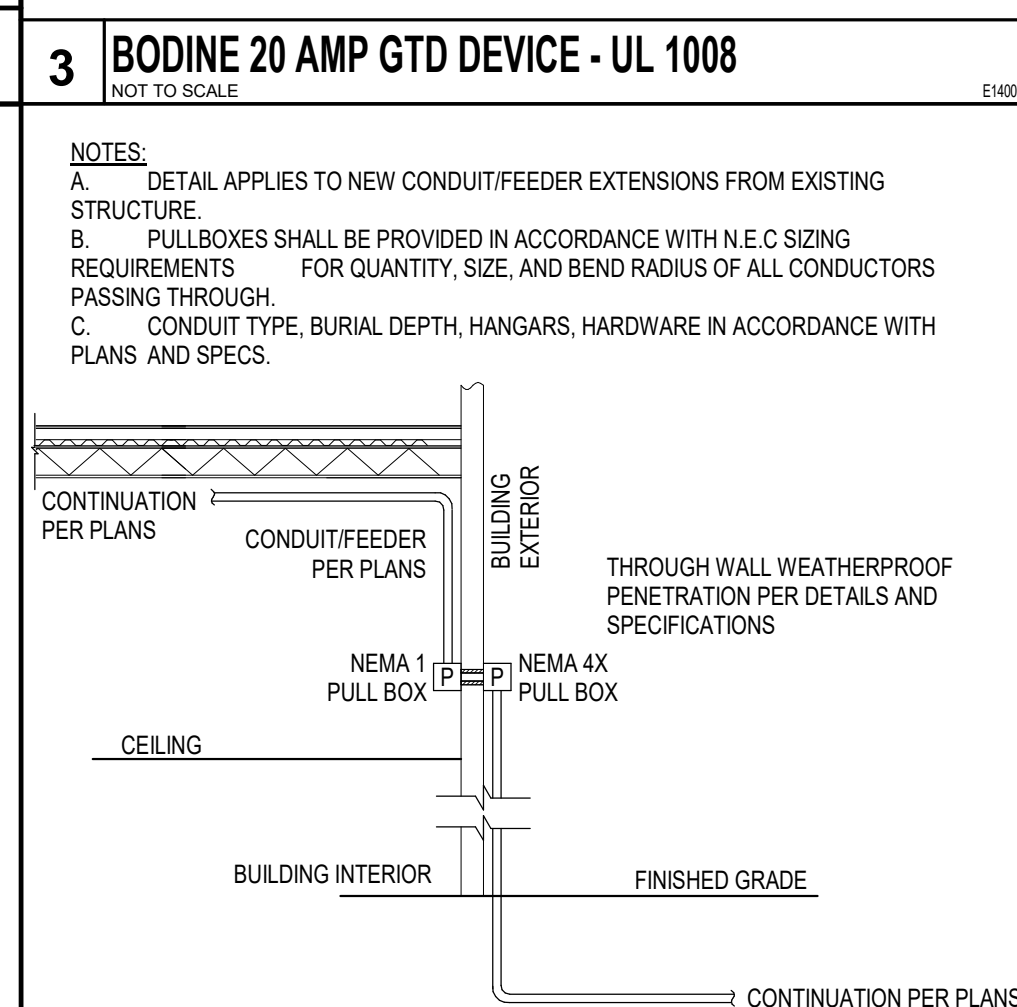 3
BODINE 20 AMP GTD DEVICE - UL 1008
NOT TO SCALE
E1400
NOTES:
A. DETAIL APPLIES TO NEW CONDUIT/FEEDER EXTENSIONS FROM EXISTING
STRUCTURE.
B. PULLBOXES SHALL BE PROVIDED IN ACCORDANCE WITH N.E.C SIZING
REQUIREMENTS FOR QUANTITY, SIZE, AND BEND RADIUS OF ALL CONDUCTORS
PASSING THROUGH.
C. CONDUIT TYPE, BURIAL DEPTH, HANGARS, HARDWARE IN ACCORDANCE WITH
PLANS AND SPECS.
CONTINUATION
PER PLANS
CONDUIT/FEEDER
PER PLANS
BUILDING
EXTERIOR
THROUGH WALL WEATHERPROOF
PENETRATION PER DETAILS AND
SPECIFICATIONS
NEMA 1
PULL BOX
P
P
NEMA 4X
PULL BOX
CEILING
BUILDING INTERIOR
FINISHED GRADE
CONTINUATION PER PLANS